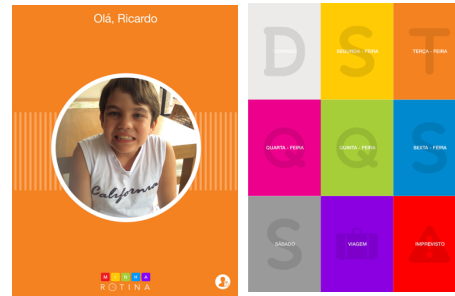 Olá, Ricardo
California
MINHA
ROTINA
D
DOMINGO
S
SEGUNDA - FEIRA
T
TERÇA - FEIRA
Q
QUARTA - FEIRA
Q
QUINTA - FEIRA
S
SEXTA - FEIRA
S
SÁBADO
VIAGEM
IMPREVISTO